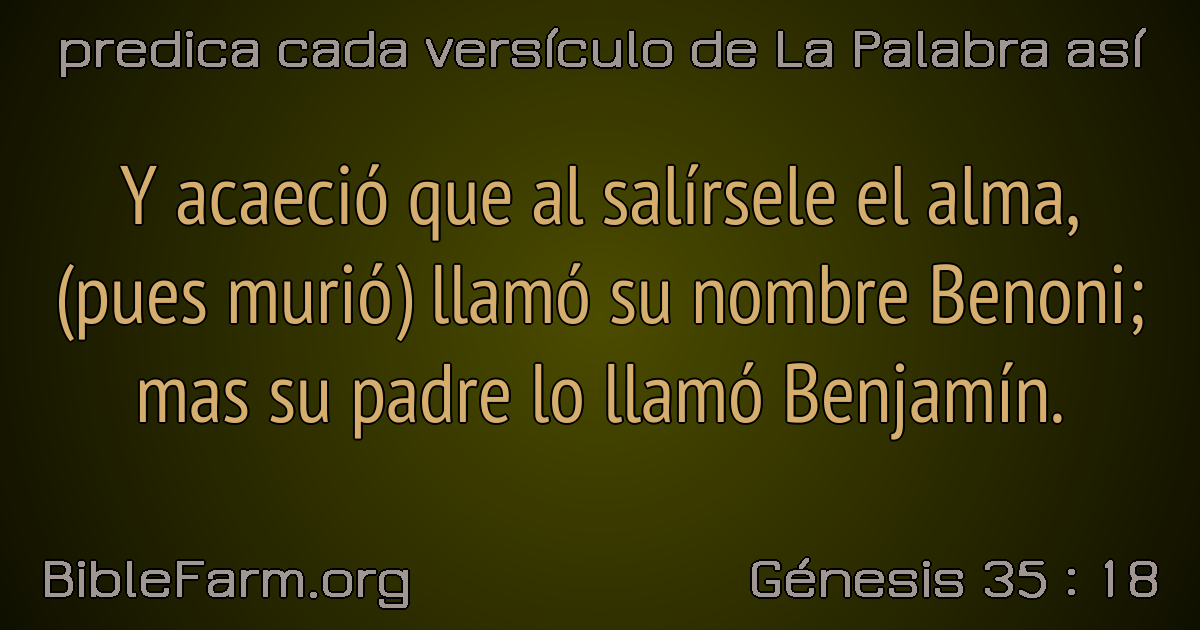 predica cada versículo de La Palabra así
Y acaeció que al salírsele el alma,
(pues murió) llamó su nombre Benoni;
mas su padre lo llamó Benjamín.
BibleFarm.org
Génesis 35 : 18